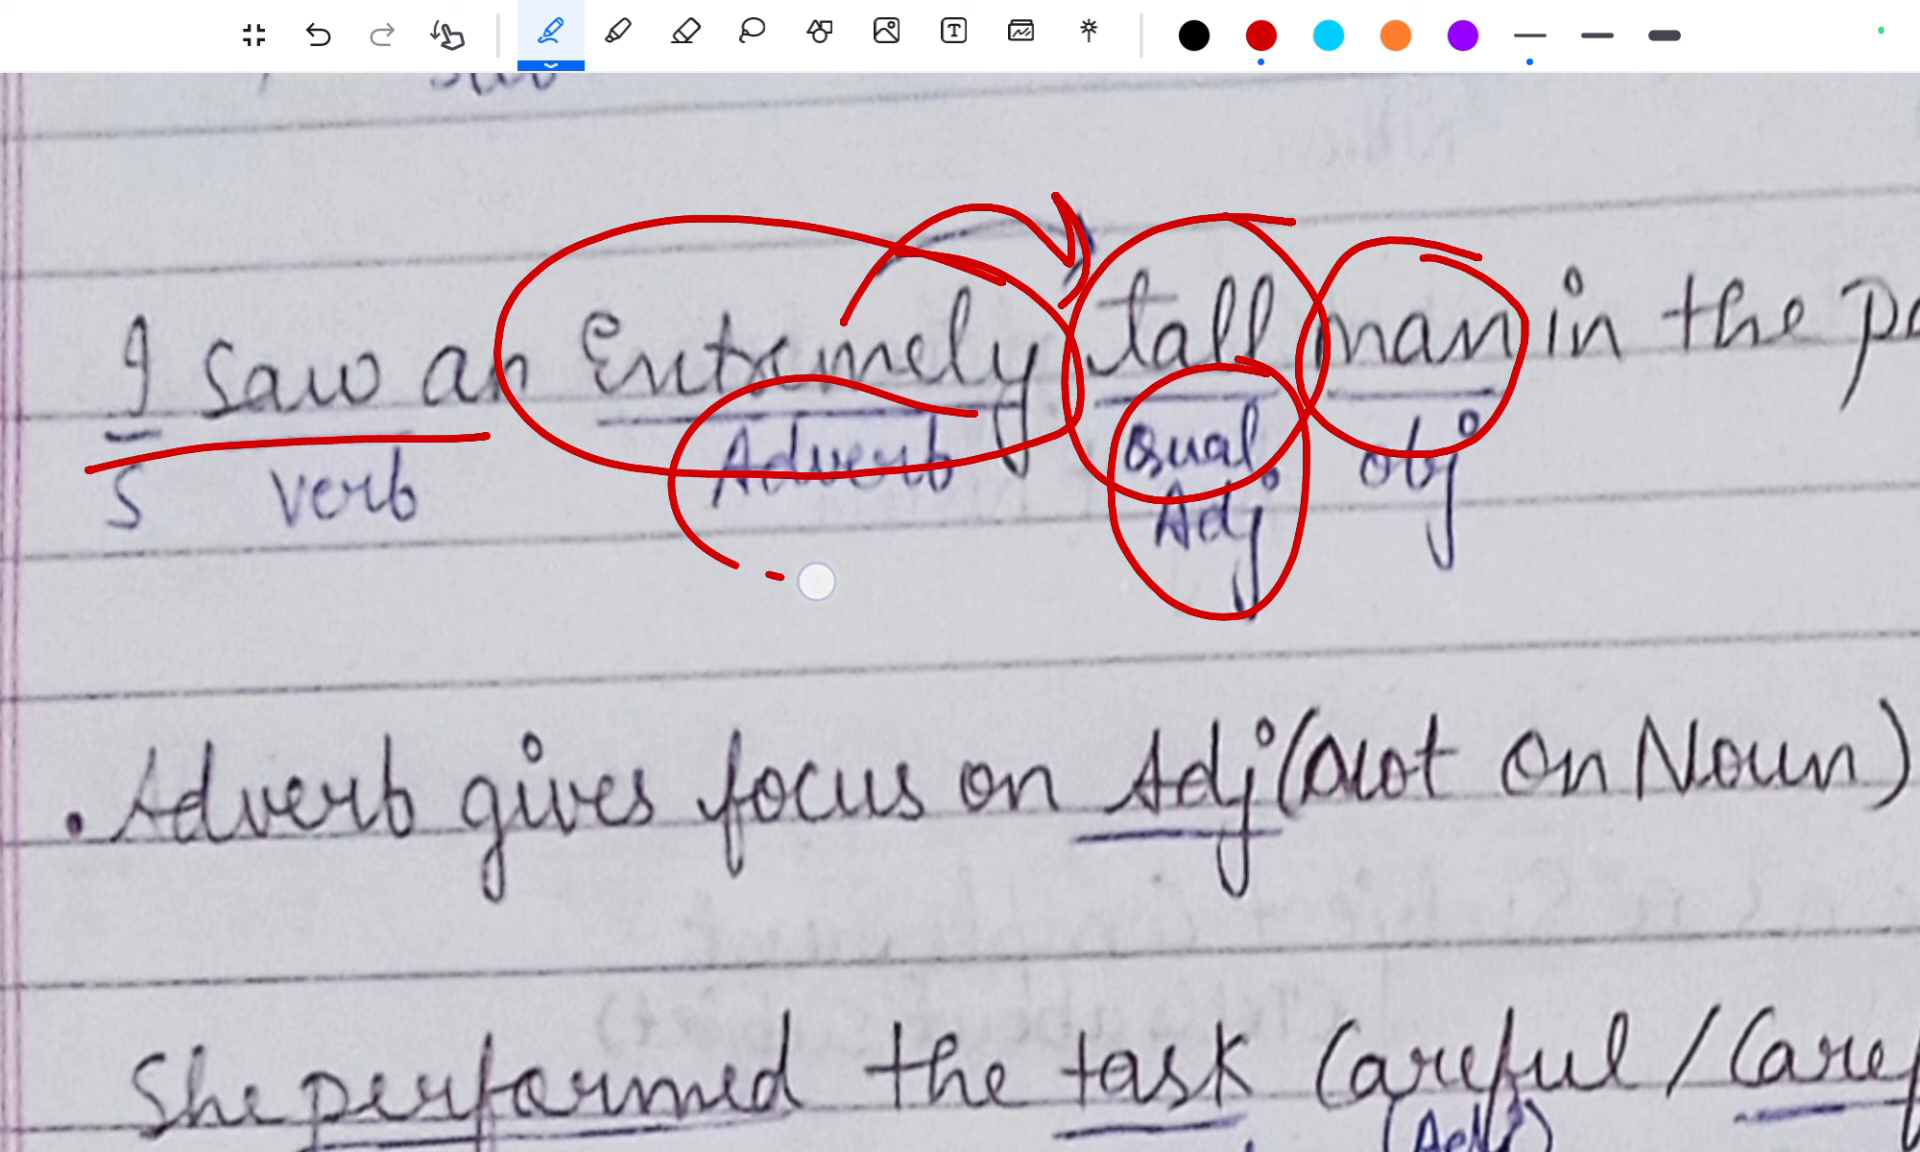 I saw an Extremely tall man in the
S verb Adverb Qual. obj
Adj
. Adverb gives focus on Adj (Not on Noun)
She performed the task Careful /
(Adj)